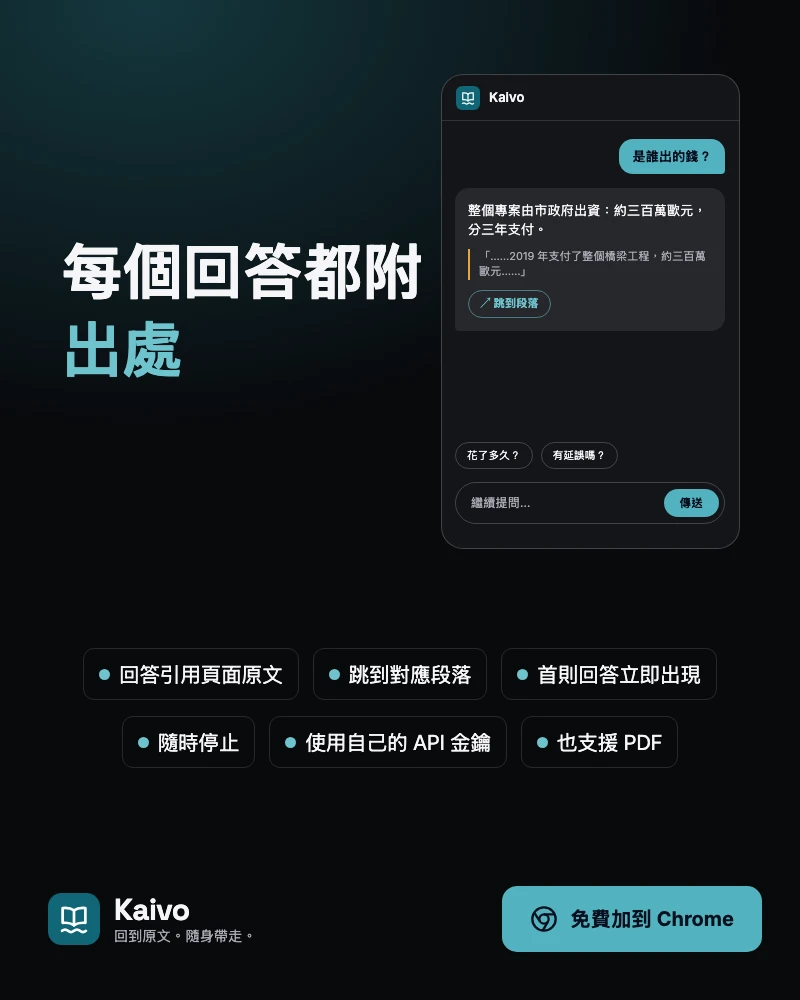 每個回答都附
出處
Kaivo
是誰出的錢？
整個專案由市政府出資：約三百萬歐元，
分三年支付。
「……2019 年支付了整個橋梁工程，約三百萬
歐元……」
↗ 跳到段落
花了多久？
有延誤嗎？
繼續提問…
傳送
回答引用頁面原文
跳到對應段落
首則回答立即出現
隨時停止
使用自己的 API 金鑰
也支援 PDF
Kaivo
回到原文。隨身帶走。
免費加到 Chrome